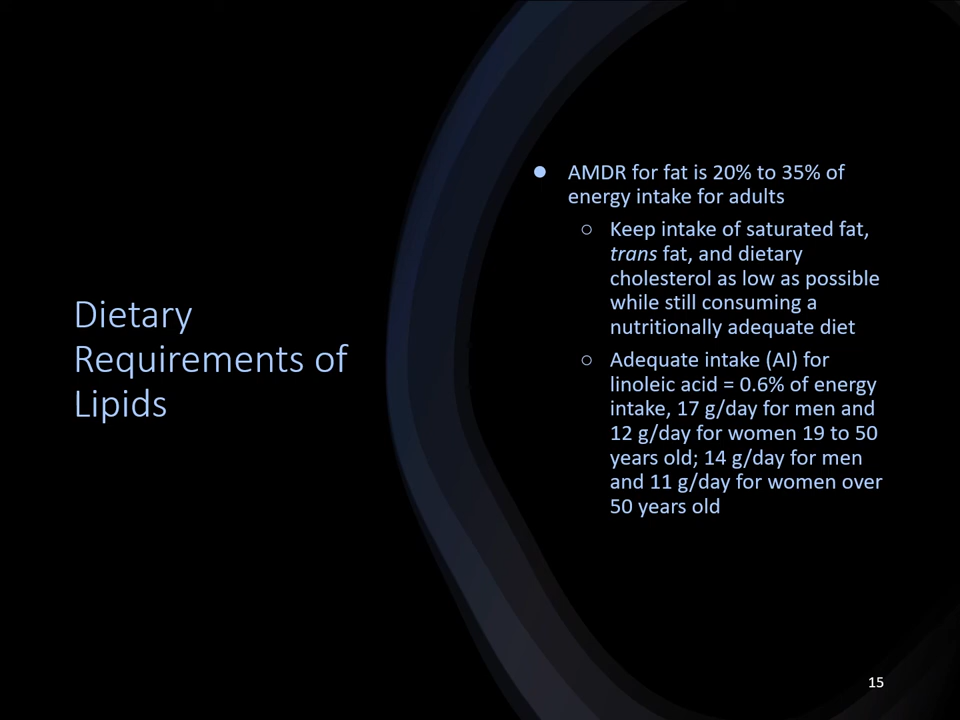 Dietary
Requirements of
Lipids
● AMDR for fat is 20% to 35% of
energy intake for adults
○ Keep intake of saturated fat,
trans fat, and dietary
cholesterol as low as possible
while still consuming a
nutritionally adequate diet
○ Adequate intake (AI) for
linoleic acid = 0.6% of energy
intake, 17 g/day for men and
12 g/day for women 19 to 50
years old; 14 g/day for men
and 11 g/day for women over
50 years old
15